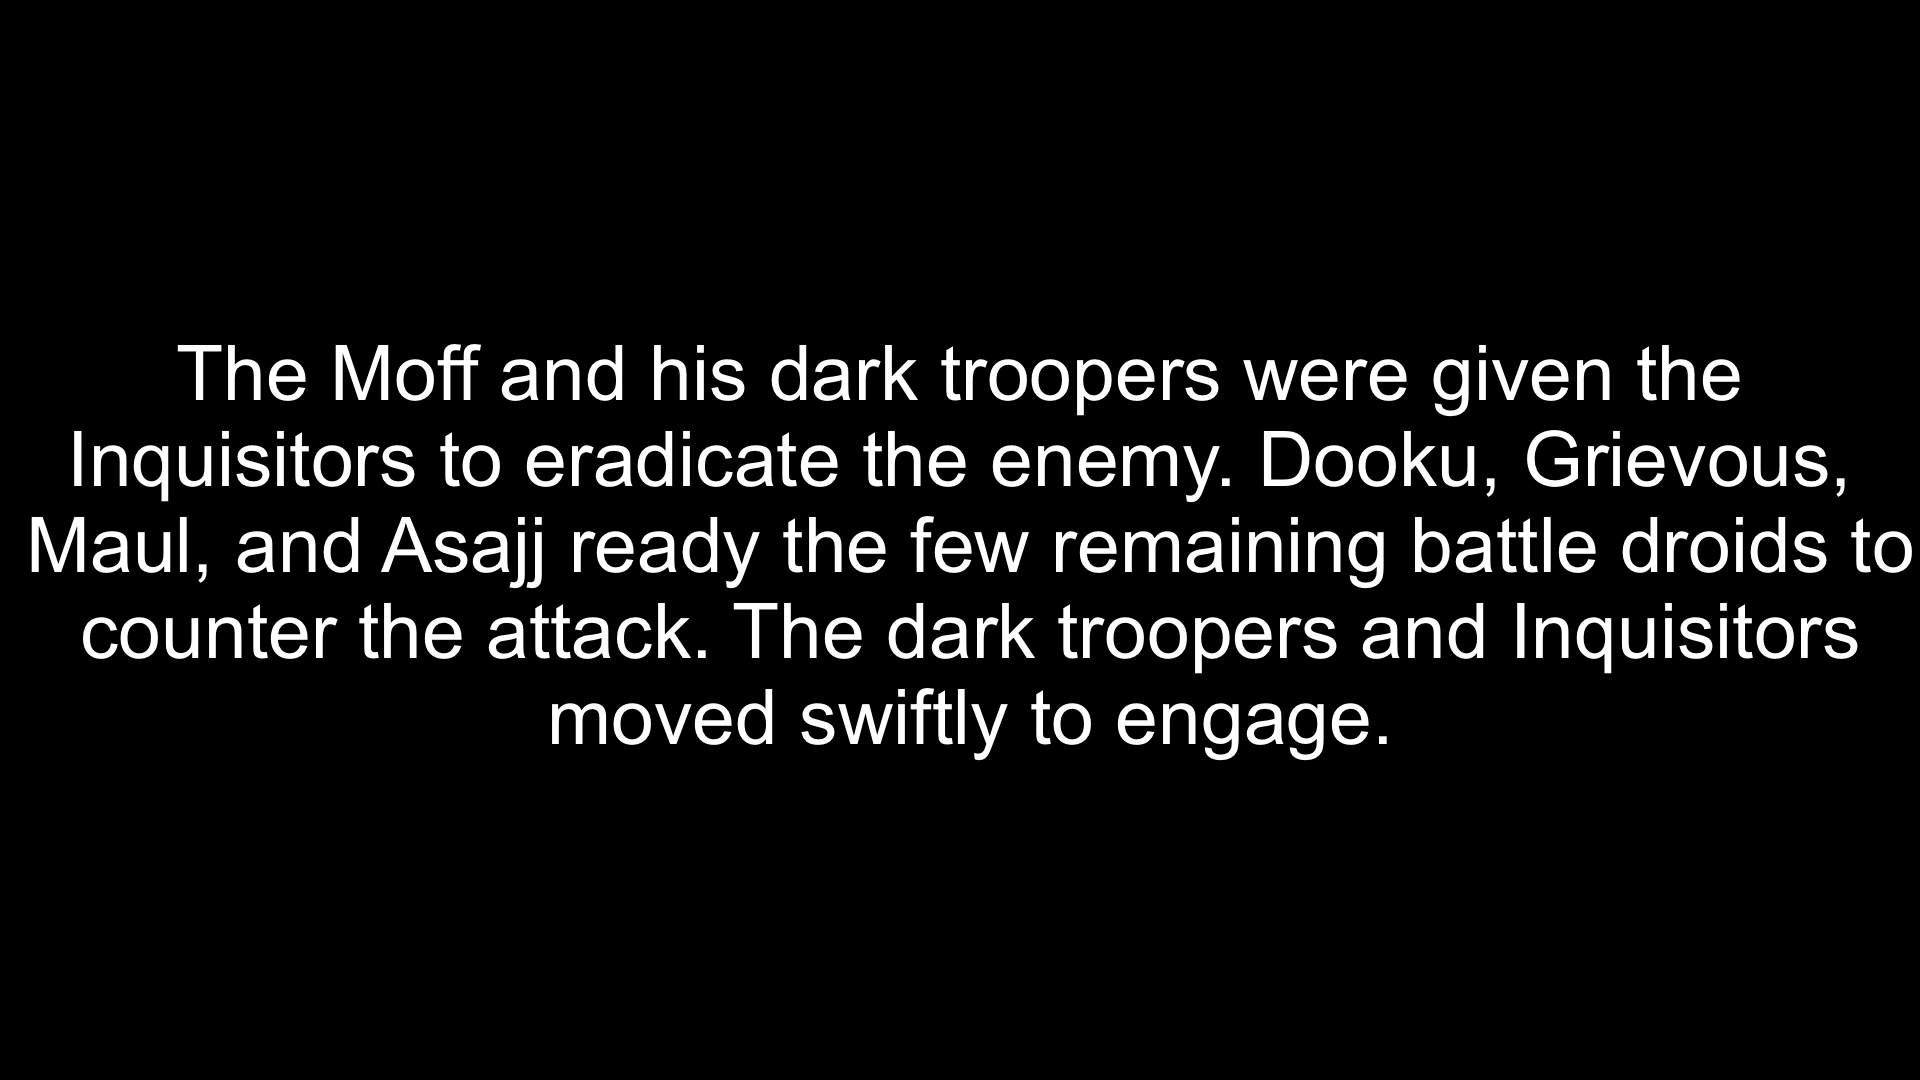 The Moff and his dark troopers were given the
Inquisitors to eradicate the enemy. Dooku, Grievous,
Maul, and Asajj ready the few remaining battle droids to
counter the attack. The dark troopers and Inquisitors
moved swiftly to engage.